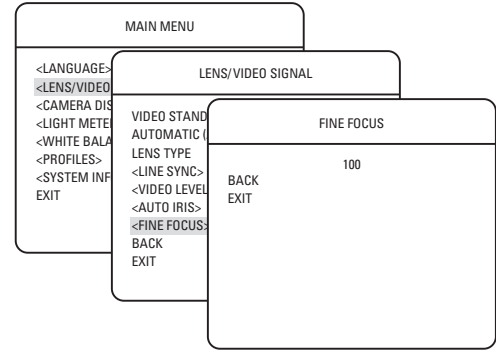 MAIN MENU
<LANGUAGE>
<LENS/VIDEO
<CAMERA DIS
<LIGHT METE
<WHITE BALA
<PROFILES>
<SYSTEM INF
EXIT
LENS/VIDEO SIGNAL
VIDEO STAND
AUTOMATIC (
LENS TYPE
<LINE SYNC>
<VIDEO LEVEL
<AUTO IRIS>
<FINE FOCUS>
BACK
EXIT
FINE FOCUS
100
BACK
EXIT